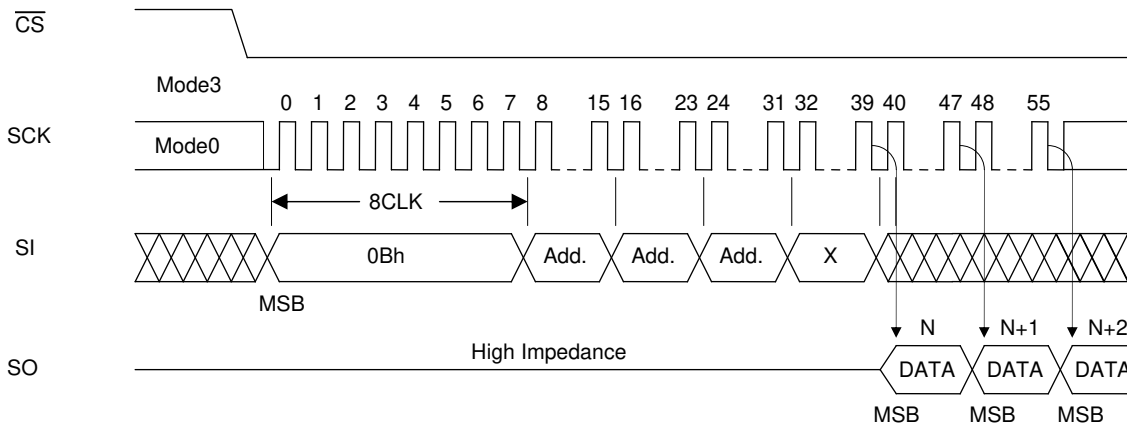 CS
Mode3
0 1 2 3 4 5 6 7 8 15 16 23 24 31 32 39 40 47 48 55
SCK
Mode0
8CLK
SI
0Bh Add. Add. Add. X
MSB
N N+1 N+2
High Impedance
SO
DATA DATA DATA
MSB MSB MSB